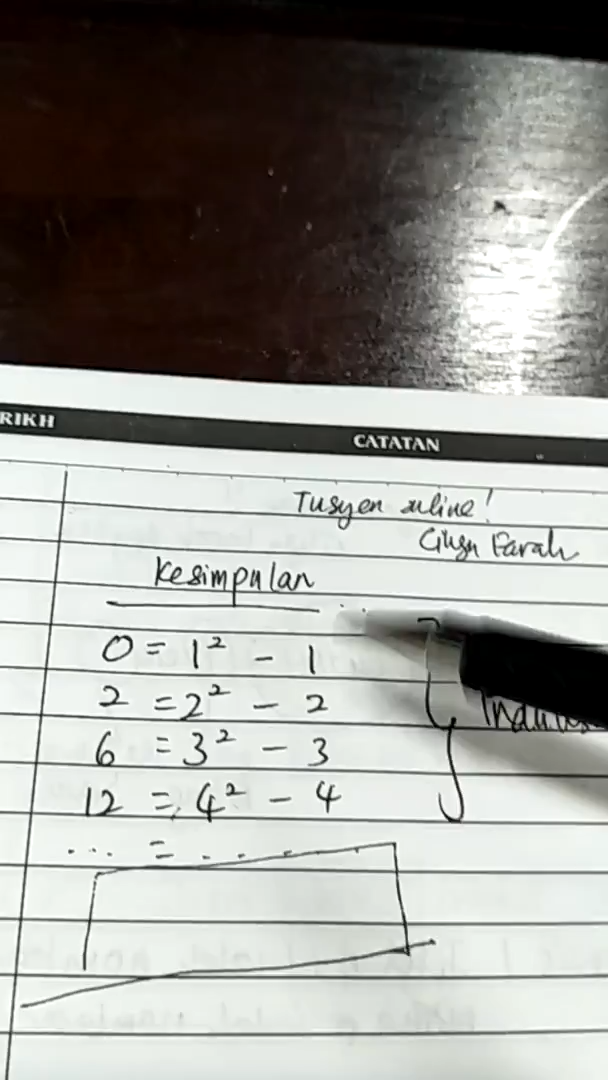 RIKH
CATATAN
Tusyen online!
Cikgu Farah
Kesimpulan
0 = 1² - 1
2 = 2² - 2
6 = 3² - 3
12 = 4² - 4
... = ...